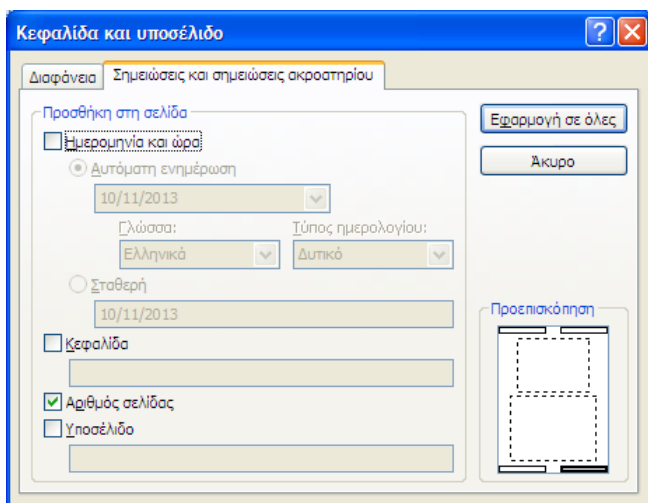 Κεφαλίδα και υποσέλιδο
Διαφάνεια
Σημειώσεις και σημειώσεις ακροατηρίου
Προσθήκη στη σελίδα
Ημερομηνία και ώρα
Αυτόματη ενημέρωση
10/11/2013
Γλώσσα: Τύπος ημερολογίου:
Ελληνικά Δυτικό
Σταθερή
10/11/2013
Κεφαλίδα
Αριθμός σελίδας
Υποσέλιδο
Εφαρμογή σε όλες
Άκυρο
Προεπισκόπηση